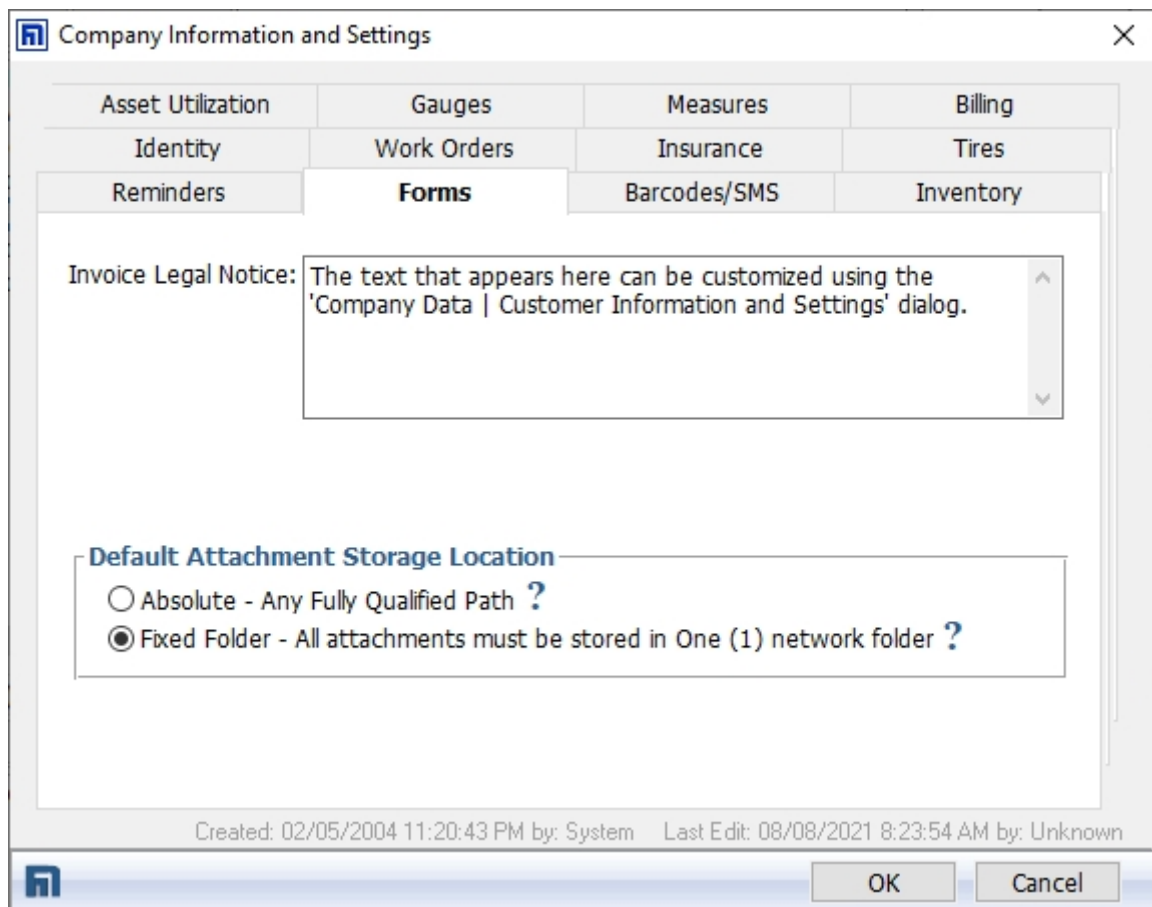 Company Information and Settings
Asset Utilization Gauges Measures Billing
Identity Work Orders Insurance Tires
Reminders Forms Barcodes/SMS Inventory
Invoice Legal Notice: The text that appears here can be customized using the
'Company Data | Customer Information and Settings' dialog.
Default Attachment Storage Location
Absolute - Any Fully Qualified Path ?
Fixed Folder - All attachments must be stored in One (1) network folder ?
Created: 02/05/2004 11:20:43 PM by: System Last Edit: 08/08/2021 8:23:54 AM by: Unknown
OK Cancel